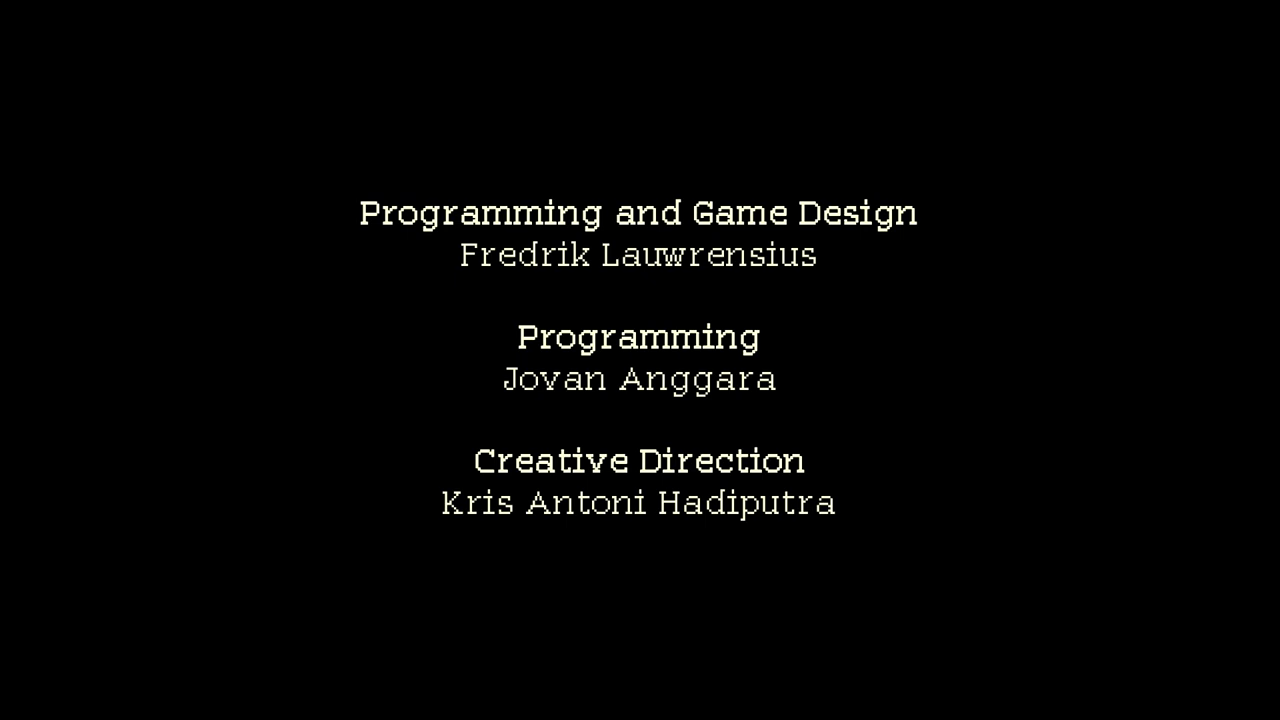 Programming and Game Design
Fredrik Lauwrensius
Programming
Jovan Anggara
Creative Direction
Kris Antoni Hadiputra